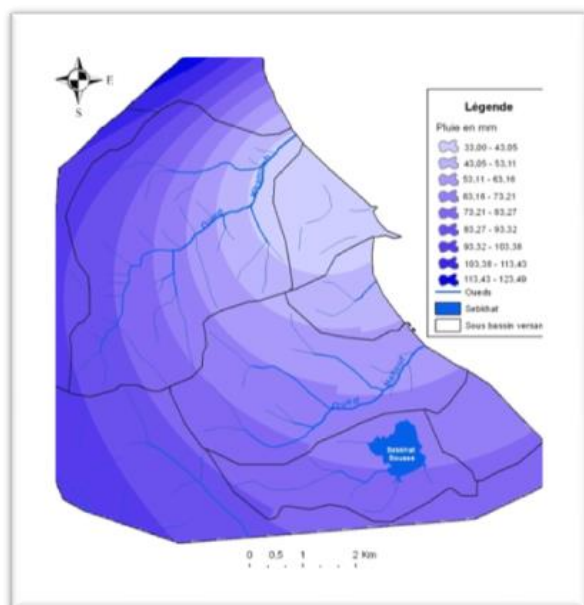 E
S
Légende
Pluie en mm
33,00 - 43,05
43,05 - 53,11
53,11 - 63,16
63,16 - 73,21
73,21 - 83,27
83,27 - 93,32
93,32 - 103,38
103,38 - 113,43
113,43 - 123,49
Oueds
Sebkhat
Sous bassin versan
Oued
Oued
Sebkhat
Sousse
0 0,5 1 2 Km